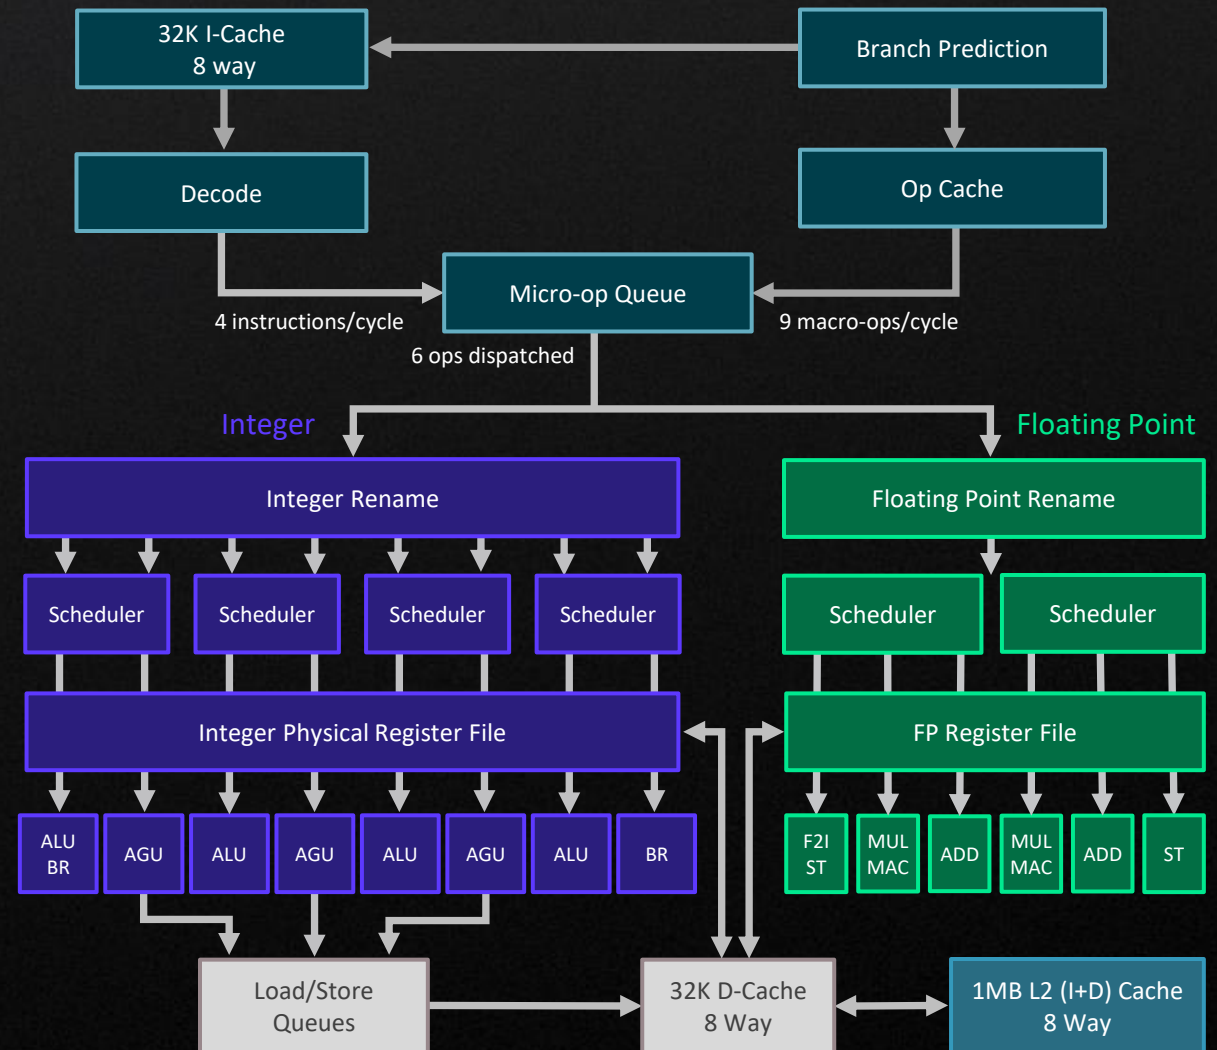 32K I-Cache
8 way
Branch Prediction
Decode
Op Cache
Micro-op Queue
4 instructions/cycle
9 macro-ops/cycle
6 ops dispatched
Integer
Floating Point
Integer Rename
Floating Point Rename
Scheduler
Scheduler
Scheduler
Scheduler
Scheduler
Scheduler
Integer Physical Register File
FP Register File
ALU
BR
AGU
ALU
AGU
ALU
AGU
ALU
BR
F2I
ST
MUL
MAC
ADD
MUL
MAC
ADD
ST
Load/Store
Queues
32K D-Cache
8 Way
1MB L2 (I+D) Cache
8 Way